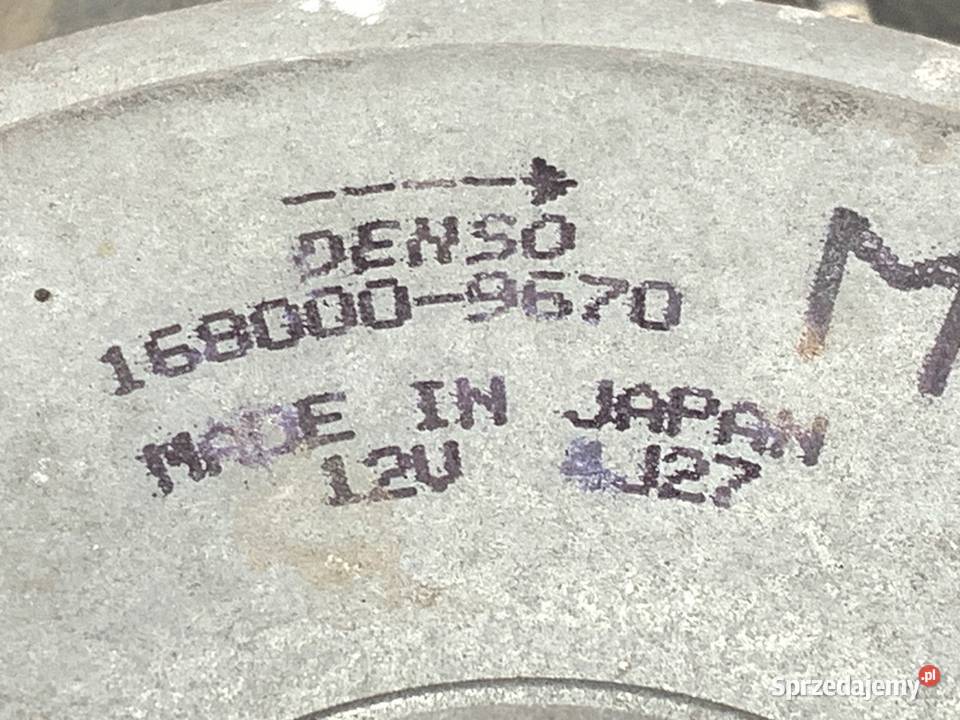 DENSO
168000-9670
MADE IN JAPAN
12V J27
M
Sprzedajemy.pl